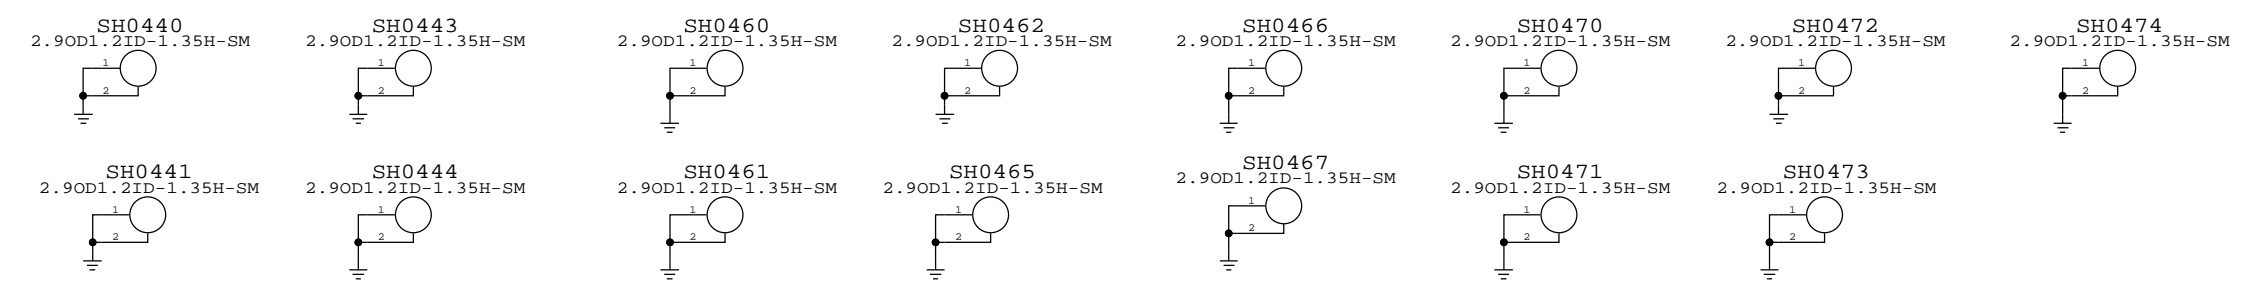 SH0440
2.9OD1.2ID-1.35H-SM
1
2
SH0443
2.9OD1.2ID-1.35H-SM
1
2
SH0460
2.9OD1.2ID-1.35H-SM
1
2
SH0462
2.9OD1.2ID-1.35H-SM
1
2
SH0466
2.9OD1.2ID-1.35H-SM
1
2
SH0470
2.9OD1.2ID-1.35H-SM
1
2
SH0472
2.9OD1.2ID-1.35H-SM
1
2
SH0474
2.9OD1.2ID-1.35H-SM
1
2
SH0441
2.9OD1.2ID-1.35H-SM
1
2
SH0444
2.9OD1.2ID-1.35H-SM
1
2
SH0461
2.9OD1.2ID-1.35H-SM
1
2
SH0465
2.9OD1.2ID-1.35H-SM
1
2
SH0467
2.9OD1.2ID-1.35H-SM
1
2
SH0471
2.9OD1.2ID-1.35H-SM
1
2
SH0473
2.9OD1.2ID-1.35H-SM
1
2